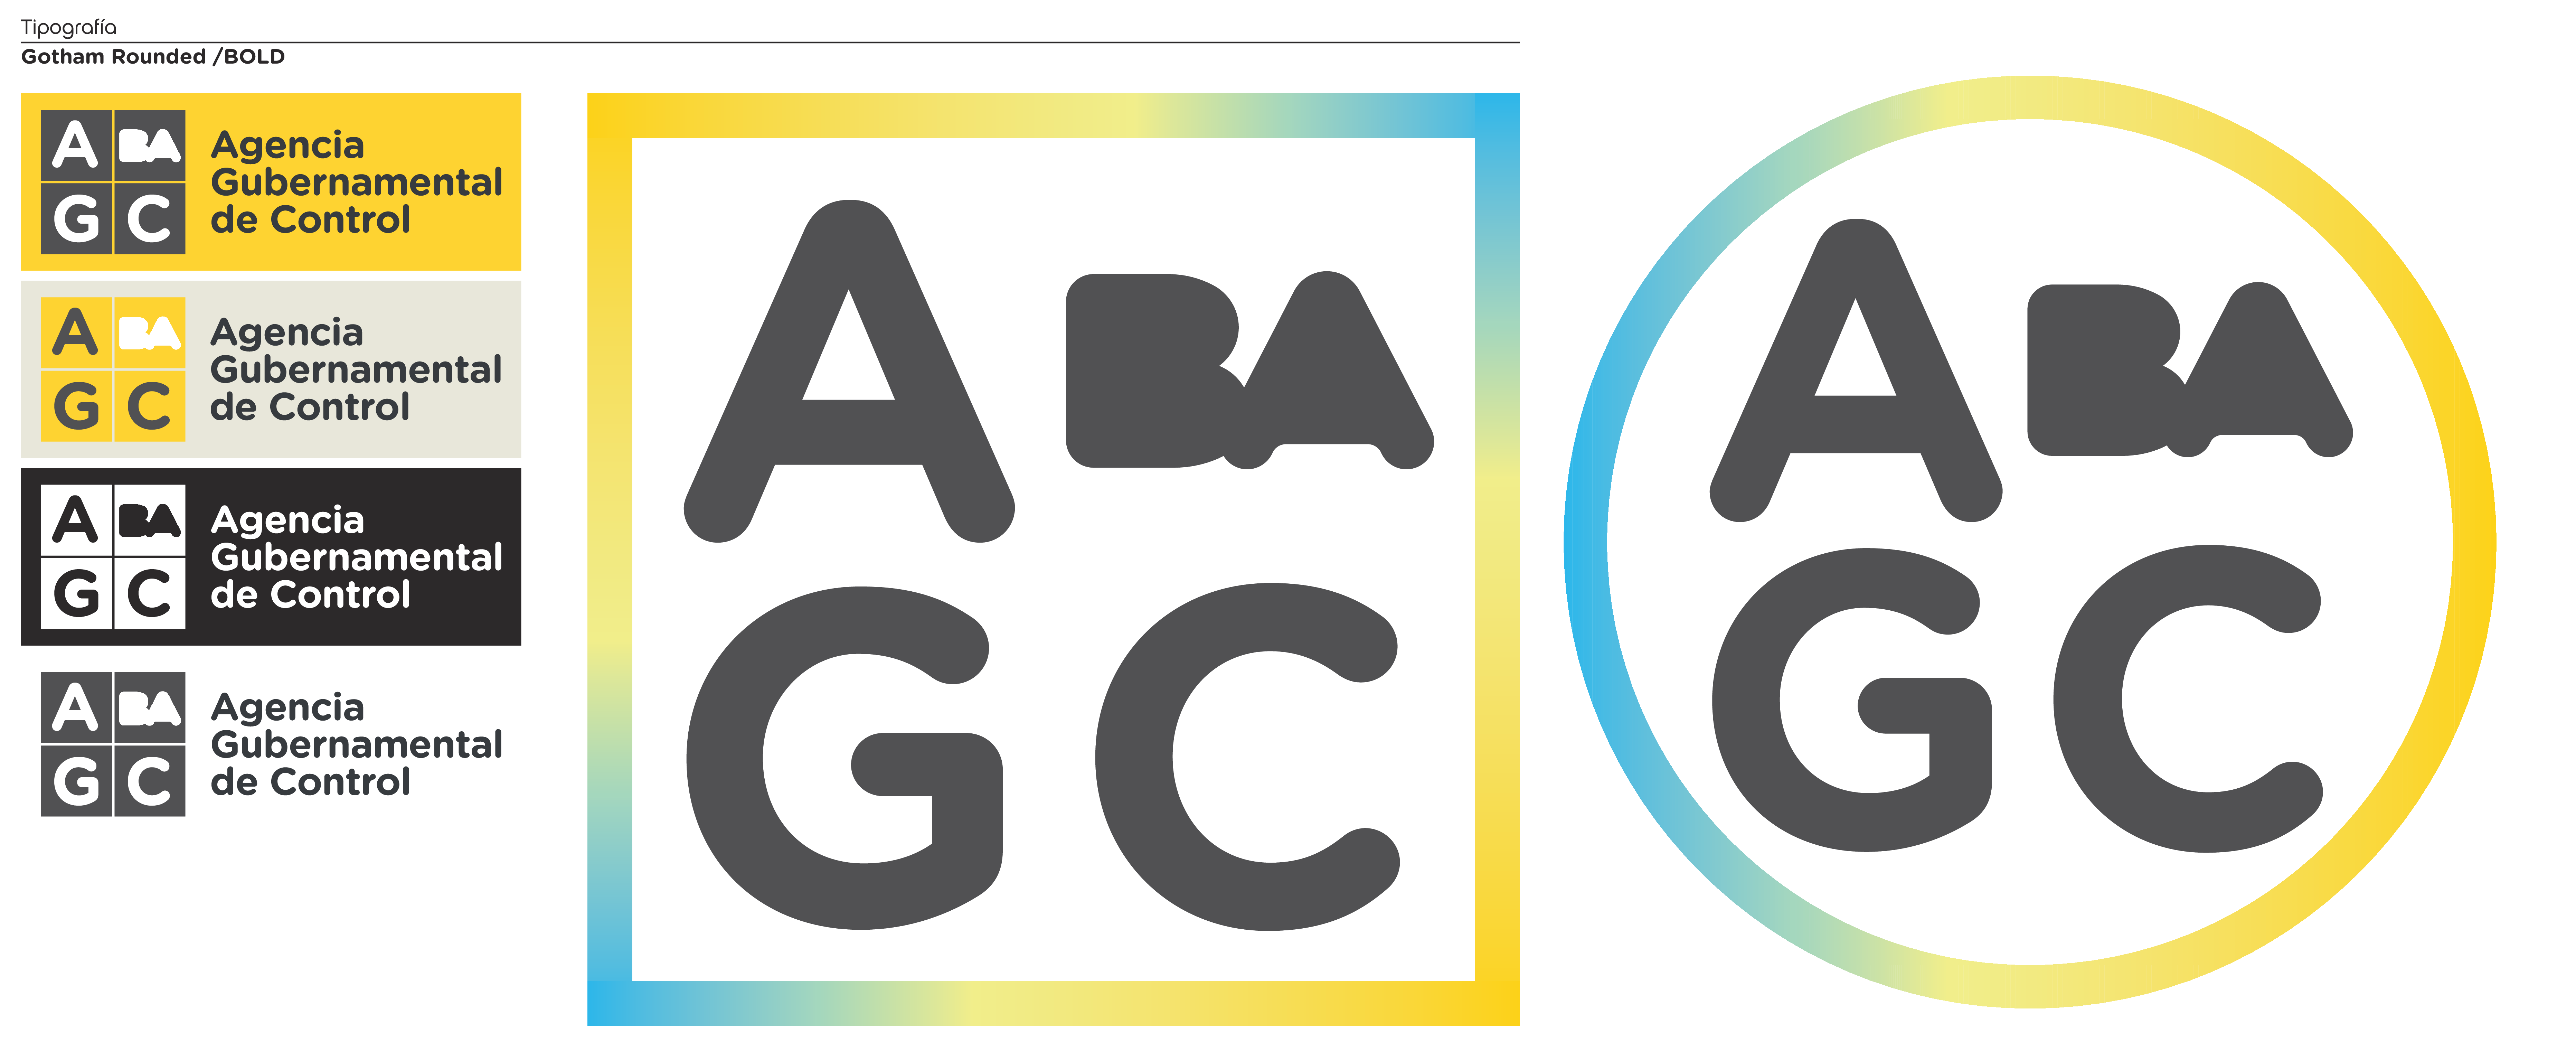 Tipografía
Gotham Rounded /BOLD
A BA
G C
Agencia
Gubernamental
de Control
A BA
G C
Agencia
Gubernamental
de Control
A BA
G C
Agencia
Gubernamental
de Control
A BA
G C
Agencia
Gubernamental
de Control
A BA
G C
A BA
G C